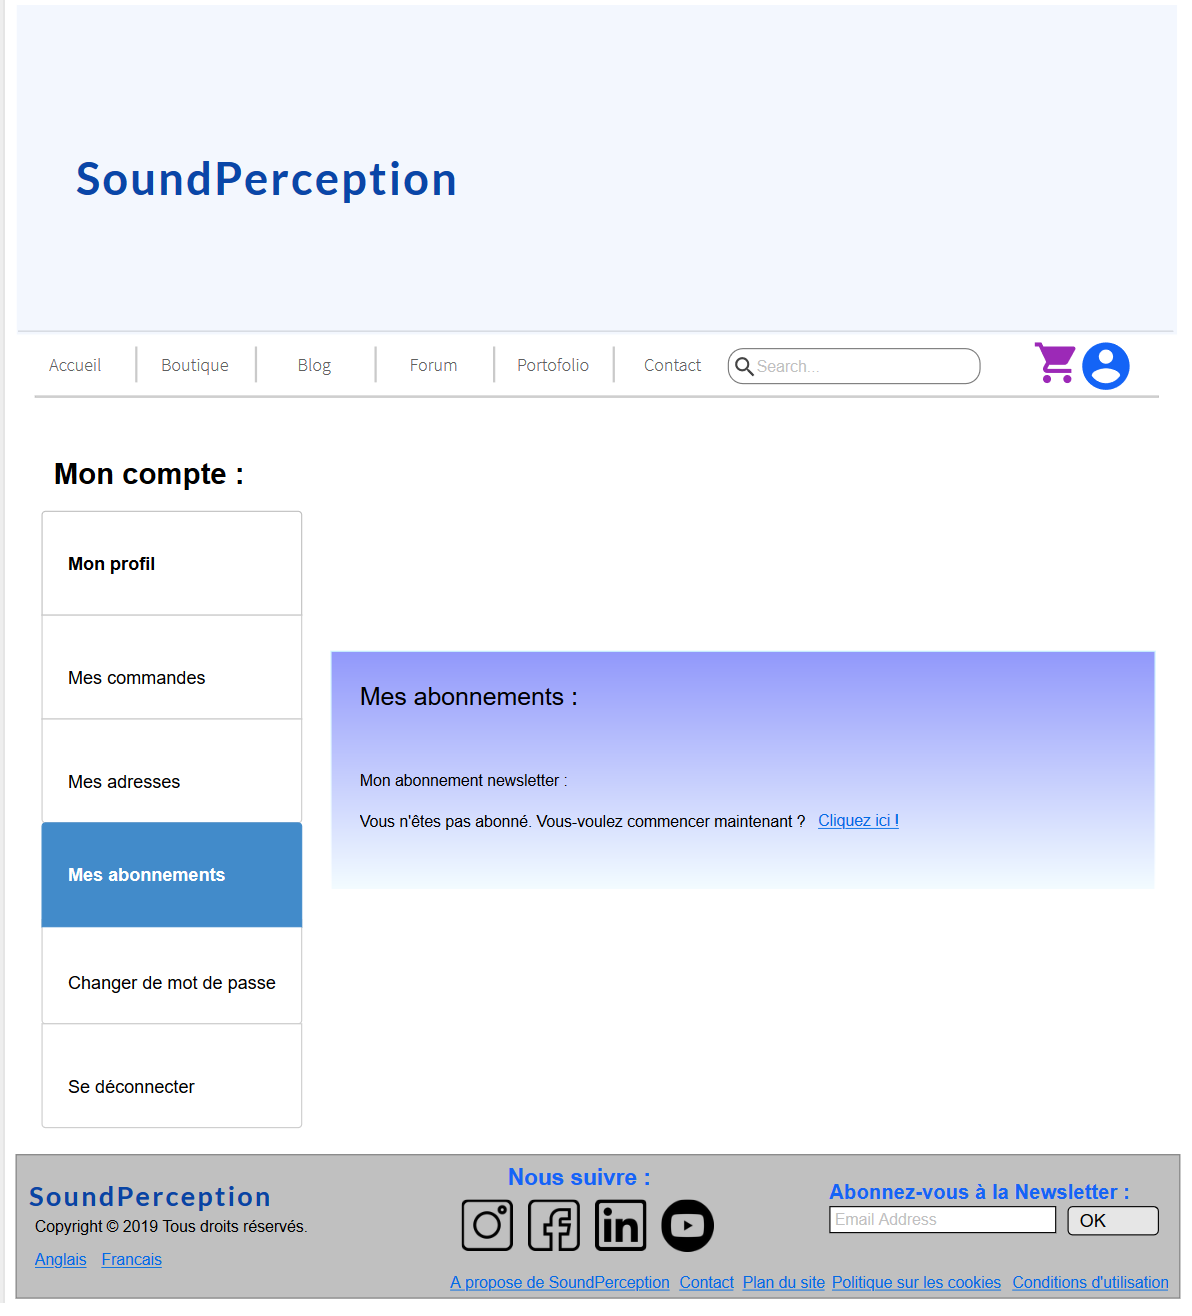 SoundPerception
Accueil Boutique Blog Forum Portofolio Contact Search...
Mon compte :
Mon profil
Mes commandes
Mes adresses
Mes abonnements
Changer de mot de passe
Se déconnecter
Mes abonnements :
Mon abonnement newsletter :
Vous n'êtes pas abonné. Vous-voulez commencer maintenant ? Cliquez ici !
SoundPerception
Copyright © 2019 Tous droits réservés.
Anglais Francais
Nous suivre :
Abonnez-vous à la Newsletter :
Email Address OK
A propose de SoundPerception Contact Plan du site Politique sur les cookies Conditions d'utilisation